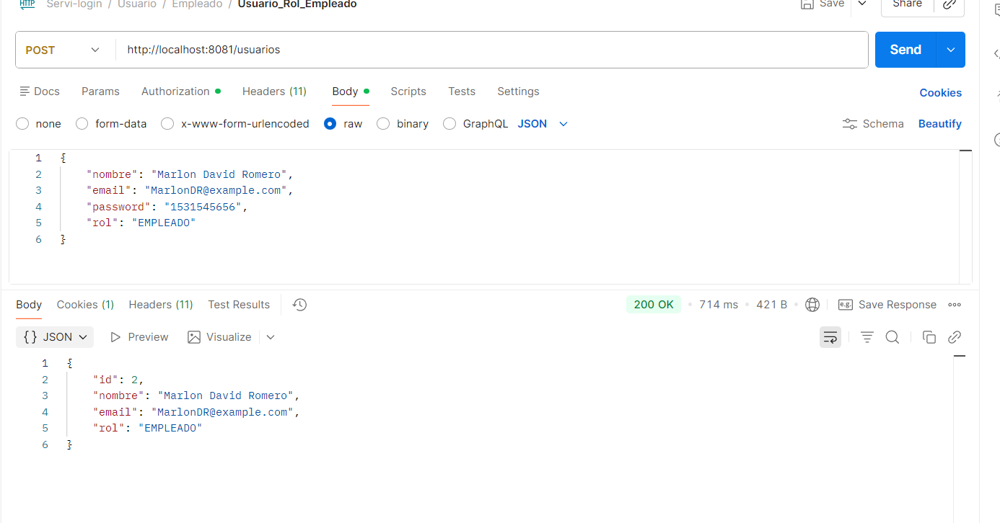 HTTP Servi-login / Usuario / Empleado / Usuario_Rol_Empleado Save Share
POST http://localhost:8081/usuarios Send
Docs Params Authorization Headers (11) Body Scripts Tests Settings Cookies
none form-data x-www-form-urlencoded raw binary GraphQL JSON Schema Beautify
1 {
2 "nombre": "Marlon David Romero",
3 "email": "MarlonDR@example.com",
4 "password": "1531545656",
5 "rol": "EMPLEADO"
6 }
Body Cookies (1) Headers (11) Test Results 200 OK • 714 ms • 421 B • e.g. Save Response
{} JSON Preview Visualize
1 {
2 "id": 2,
3 "nombre": "Marlon David Romero",
4 "email": "MarlonDR@example.com",
5 "rol": "EMPLEADO"
6 }